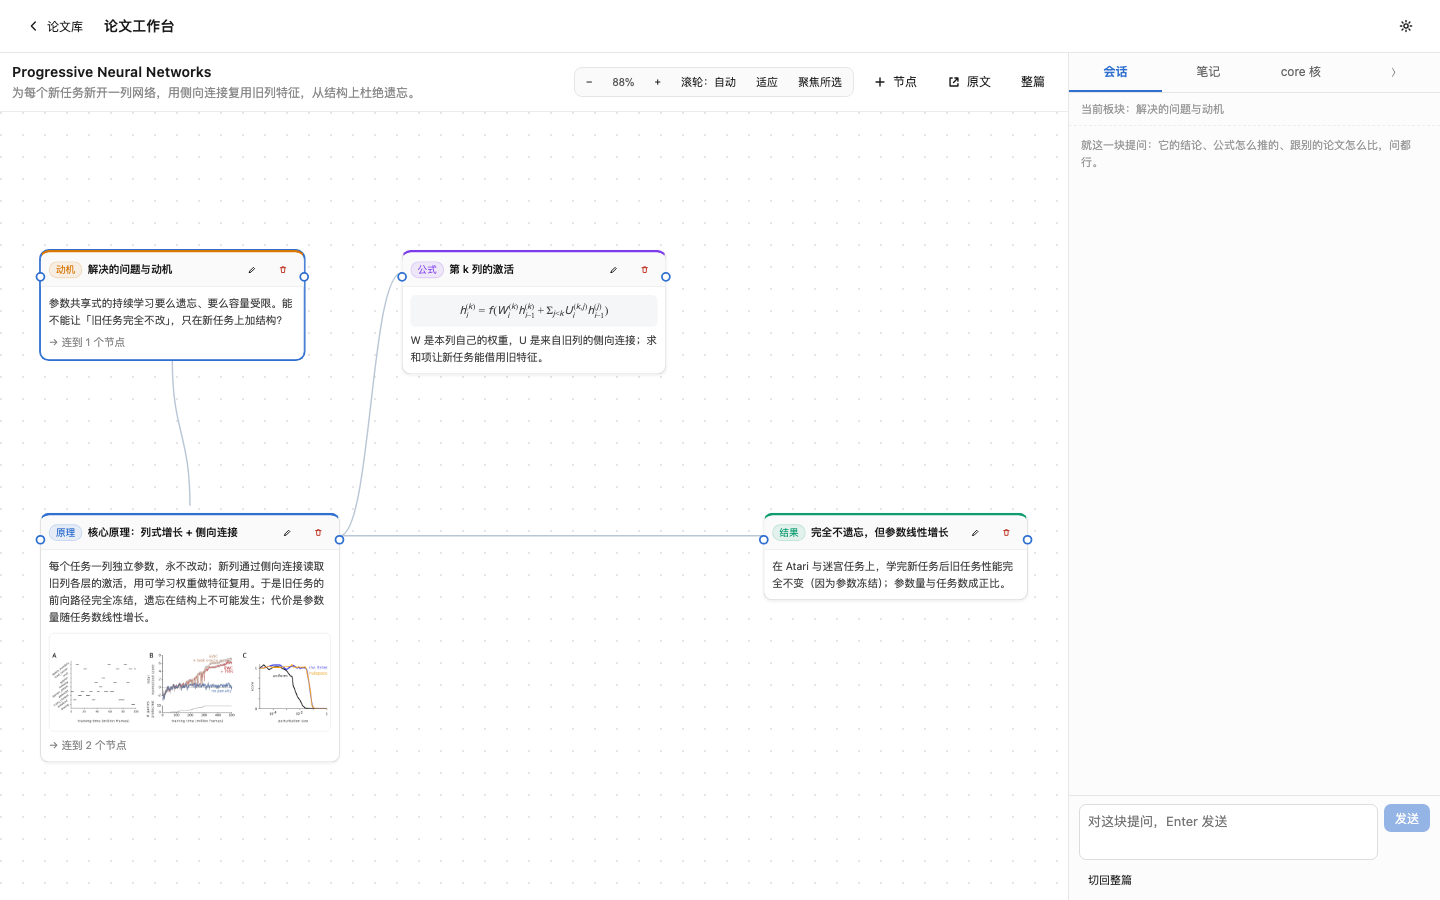 论文库
论文工作台
Progressive Neural Networks
为每个新任务新开一列网络，用侧向连接复用旧列特征，从结构上杜绝遗忘。
− 88% + 滚轮：自动 适应 聚焦所选
+ 节点
原文
整篇
会话 笔记 core 核 〉
当前板块：解决的问题与动机
就这一块提问：它的结论、公式怎么推的、跟别的论文怎么比，问都
行。
动机 解决的问题与动机
参数共享式的持续学习要么遗忘、要么容量受限。能
不能让「旧任务完全不改」，只在新任务上加结构？
→ 连到 1 个节点
公式 第 k 列的激活
h_i^(k) = f(W_i^(k) h_{i−1}^(k) + Σ_{j<k} U_i^(k,j) h_{i−1}^(j))
W 是本列自己的权重，U 是来自旧列的侧向连接；求
和项让新任务能借用旧特征。
原理 核心原理：列式增长 + 侧向连接
每个任务一列独立参数，永不改动；新列通过侧向连接读取
旧列各层的激活，用可学习权重做特征复用。于是旧任务的
前向路径完全冻结，遗忘在结构上不可能发生；代价是参数
量随任务数线性增长。
A B C
training time (million frames)
training time (million frames)
perturbation size
→ 连到 2 个节点
结果 完全不遗忘，但参数线性增长
在 Atari 与迷宫任务上，学完新任务后旧任务性能完
全不变（因为参数冻结）；参数量与任务数成正比。
对这块提问，Enter 发送
发送
切回整篇